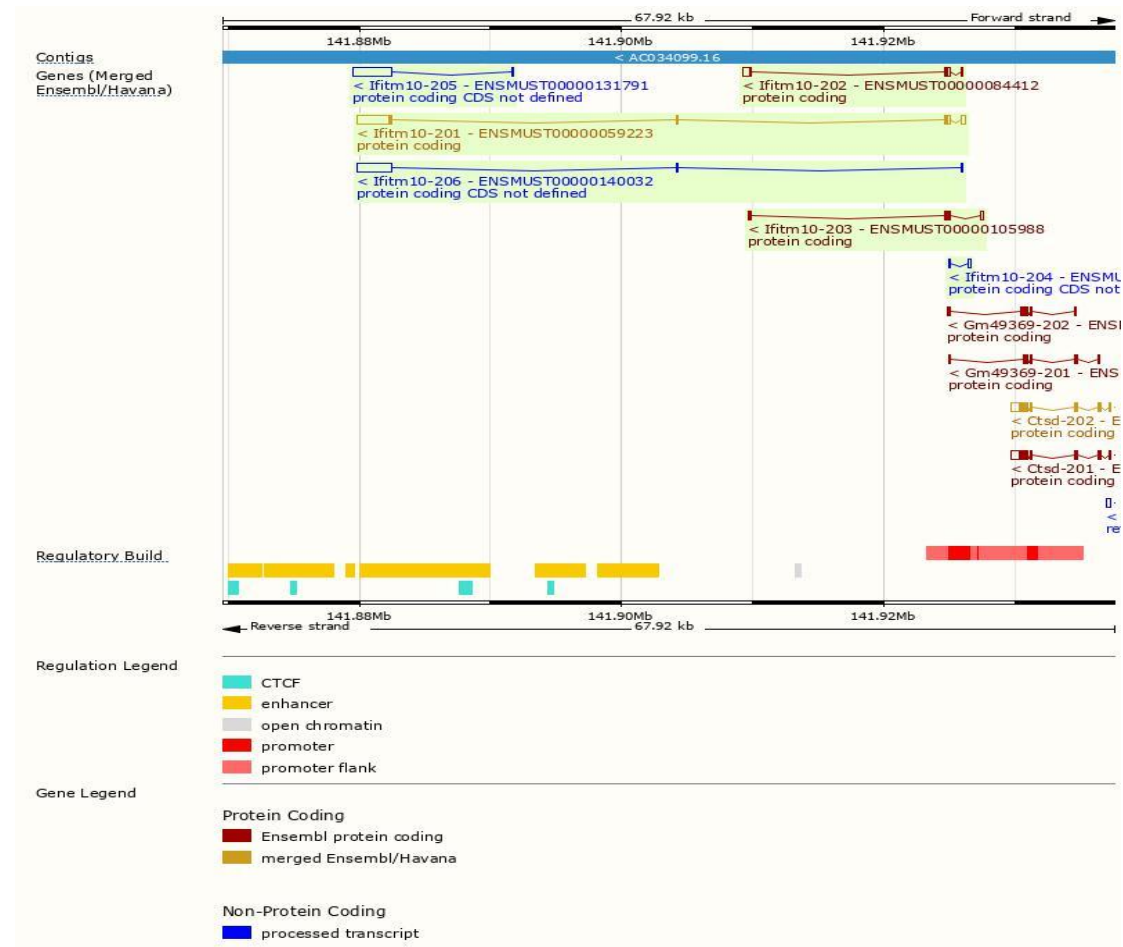 67.92 kb Forward strand
141.88Mb 141.90Mb 141.92Mb
Contigs < AC034099.16
Genes (Merged
Ensembl/Havana)
< Ifitm10-205 - ENSMUST00000131791
protein coding CDS not defined
< Ifitm10-202 - ENSMUST00000084412
protein coding
< Ifitm10-201 - ENSMUST00000059223
protein coding
< Ifitm10-206 - ENSMUST00000140032
protein coding CDS not defined
< Ifitm10-203 - ENSMUST00000105988
protein coding
< Ifitm10-204 - ENSMU
protein coding CDS not
< Gm49369-202 - ENS
protein coding
< Gm49369-201 - ENS
protein coding
< Ctsd-202 - E
protein coding
< Ctsd-201 - E
protein coding
<
re
Regulatory Build
141.88Mb 141.90Mb 141.92Mb
Reverse strand 67.92 kb
Regulation Legend
CTCF
enhancer
open chromatin
promoter
promoter flank
Gene Legend
Protein Coding
Ensembl protein coding
merged Ensembl/Havana
Non-Protein Coding
processed transcript